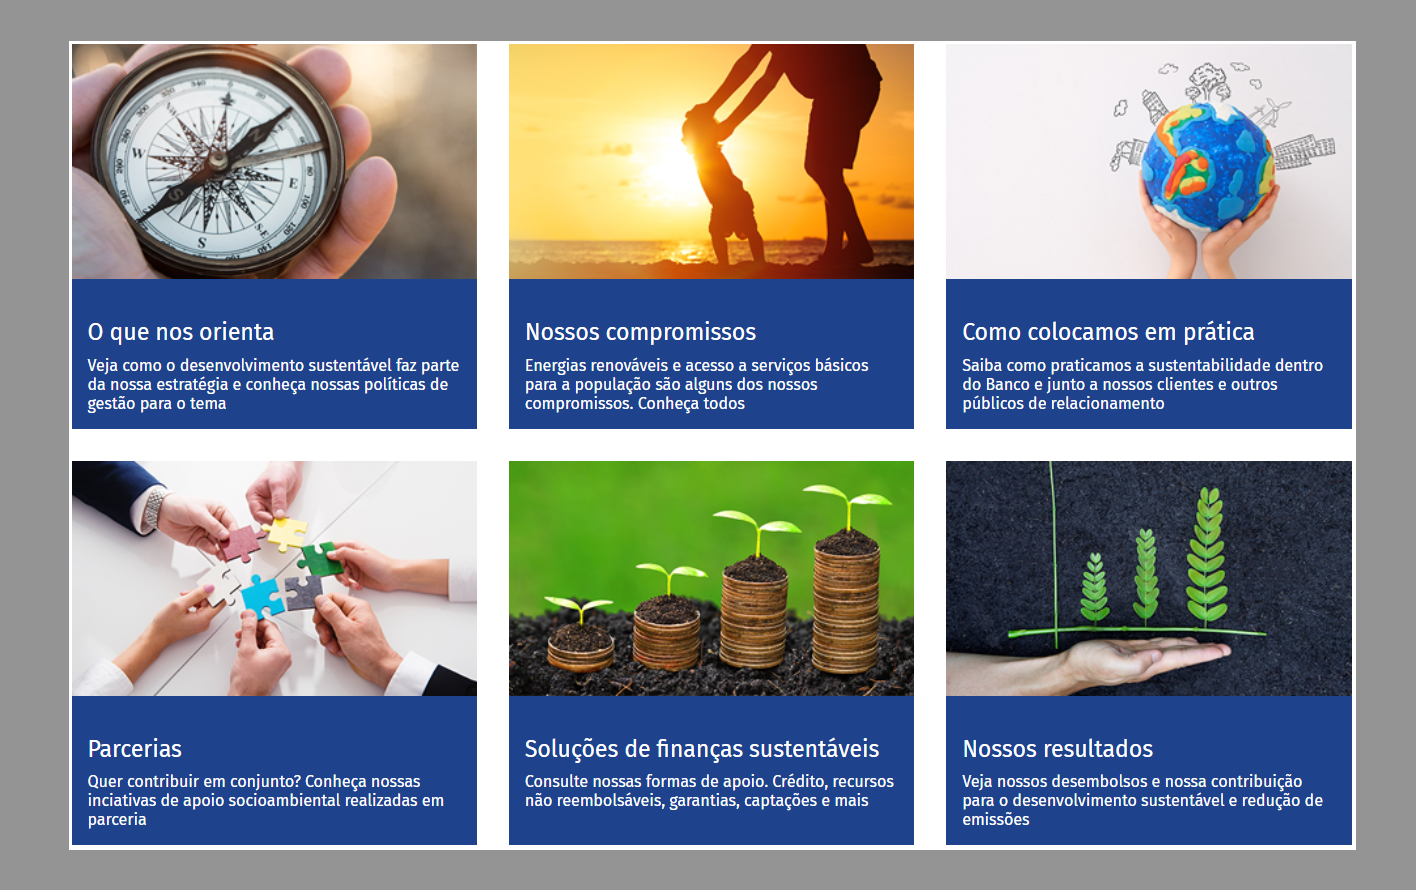 O que nos orienta
Veja como o desenvolvimento sustentável faz parte
da nossa estratégia e conheça nossas políticas de
gestão para o tema
Nossos compromissos
Energias renováveis e acesso a serviços básicos
para a população são alguns dos nossos
compromissos. Conheça todos
Como colocamos em prática
Saiba como praticamos a sustentabilidade dentro
do Banco e junto a nossos clientes e outros
públicos de relacionamento
Parcerias
Quer contribuir em conjunto? Conheça nossas
inciativas de apoio socioambiental realizadas em
parceria
Soluções de finanças sustentáveis
Consulte nossas formas de apoio. Crédito, recursos
não reembolsáveis, garantias, captações e mais
Nossos resultados
Veja nossos desembolsos e nossa contribuição
para o desenvolvimento sustentável e redução de
emissões